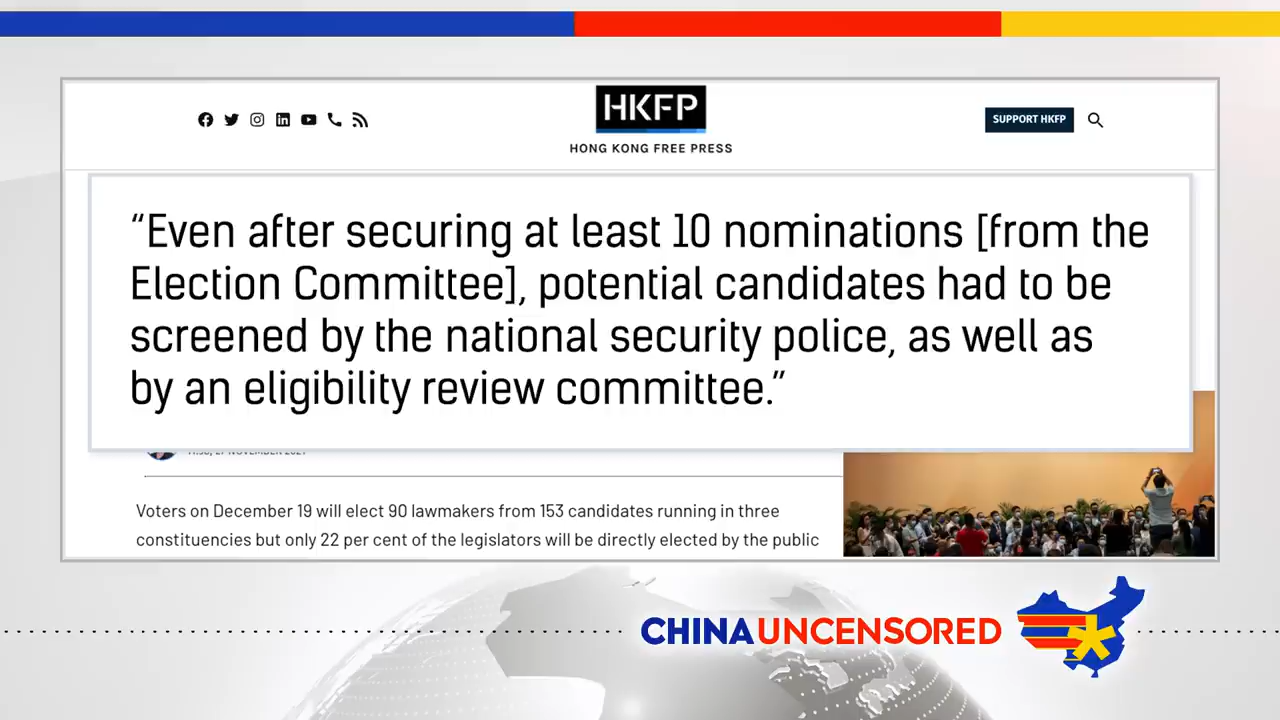 HKFP
HONG KONG FREE PRESS
SUPPORT HKFP
“Even after securing at least 10 nominations [from the
Election Committee], potential candidates had to be
screened by the national security police, as well as
by an eligibility review committee.”
Voters on December 19 will elect 90 lawmakers from 153 candidates running in three
constituencies but only 22 per cent of the legislators will be directly elected by the public
CHINA UNCENSORED